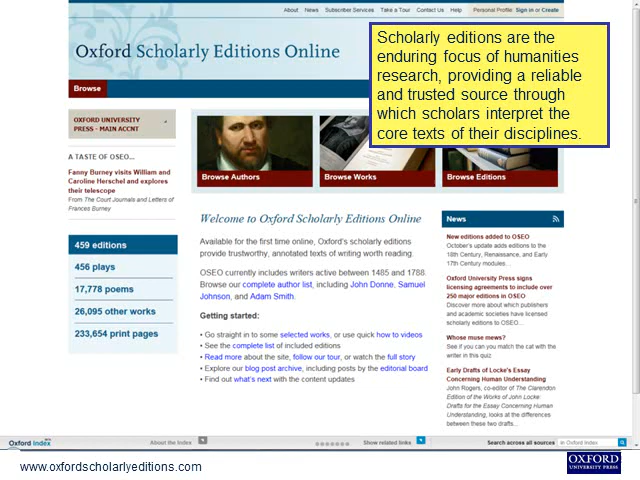 About News Subscriber Services Take a Tour Contact Us Help Personal Profile: Sign in or Create
Oxford Scholarly Editions Online
Scholarly editions are the
enduring focus of humanities
research, providing a reliable
and trusted source through
which scholars interpret the
core texts of their disciplines.
Browse
OXFORD UNIVERSITY
PRESS - MAIN ACCNT
A TASTE OF OSEO...
Fanny Burney visits William and
Caroline Herschel and explores
their telescope
From The Court Journals and Letters of
Frances Burney
459 editions
456 plays
17,778 poems
26,095 other works
233,654 print pages
Browse Authors
Browse Works
Browse Editions
Welcome to Oxford Scholarly Editions Online
Available for the first time online, Oxford's scholarly editions
provide trustworthy, annotated texts of writing worth reading.
OSEO currently includes writers active between 1485 and 1788.
Browse our complete author list, including John Donne, Samuel
Johnson, and Adam Smith.
Getting started:
• Go straight in to some selected works, or use quick how to videos
• See the complete list of included editions
• Read more about the site, follow our tour, or watch the full story
• Explore our blog post archive, including posts by the editorial board
• Find out what's next with the content updates
News
New editions added to OSEO
October's update adds editions to the
18th Century, Renaissance, and Early
17th Century modules...
Oxford University Press signs
licensing agreements to include over
250 major editions in OSEO
Discover more about which publishers
and academic societies have licensed
scholarly editions to OSEO...
Whose muse mews?
See if you can you match the cat with the
writer in this quiz
Early Drafts of Locke's Essay
Concerning Human Understanding
John Rogers, co-editor of The Clarendon
Edition of the Works of John Locke:
Drafts for the Essay Concerning Human
Understanding, looks at the
differences between these two drafts...
Oxford Index
About the Index
Show related links
Search across all sources
in Oxford Index
www.oxfordscholarlyeditions.com
OXFORD
UNIVERSITY PRESS